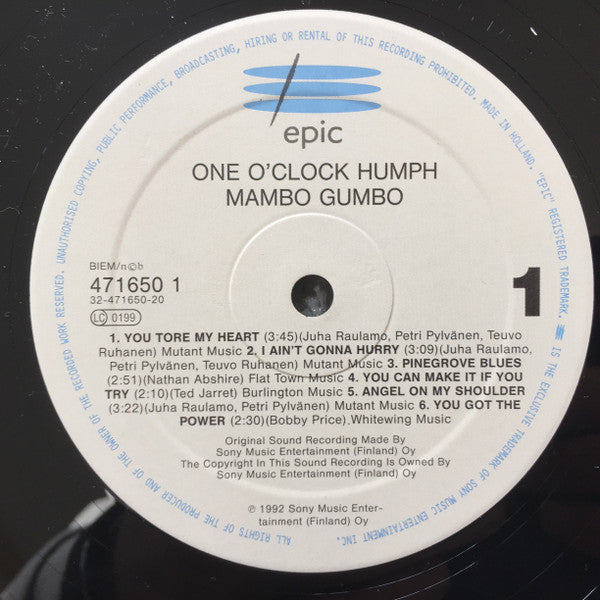 epic
ONE O'CLOCK HUMPH
MAMBO GUMBO
BIEM/n©b
471650 1
32-471650-20
LC 0199
1
1. YOU TORE MY HEART (3:45)(Juha Raulamo, Petri Pylvänen, Teuvo
Ruhanen) Mutant Music 2. I AIN'T GONNA HURRY (3:09)(Juha Raulamo,
Petri Pylvänen, Teuvo Ruhanen) Mutant Music 3. PINEGROVE BLUES
(2:51)(Nathan Abshire) Flat Town Music 4. YOU CAN MAKE IT IF YOU
TRY (2:10)(Ted Jarret) Burlington Music 5. ANGEL ON MY SHOULDER
(3:22)(Juha Raulamo, Petri Pylvänen) Mutant Music 6. YOU GOT THE
POWER (2:30)(Bobby Price) Whitewing Music
Original Sound Recording Made By
Sony Music Entertainment (Finland) Oy
The Copyright In This Sound Recording Is Owned By
Sony Music Entertainment (Finland) Oy
℗ 1992 Sony Music Enter-
tainment (Finland) Oy
ALL RIGHTS OF THE PRODUCER AND OF THE OWNER OF THE RECORDED WORK RESERVED. UNAUTHORISED COPYING, PUBLIC PERFORMANCE, BROADCASTING, HIRING OR RENTAL OF THIS RECORDING PROHIBITED. MADE IN HOLLAND. "EPIC" REGISTERED TRADEMARK. IS THE EXCLUSIVE TRADEMARK OF SONY MUSIC ENTERTAINMENT INC.